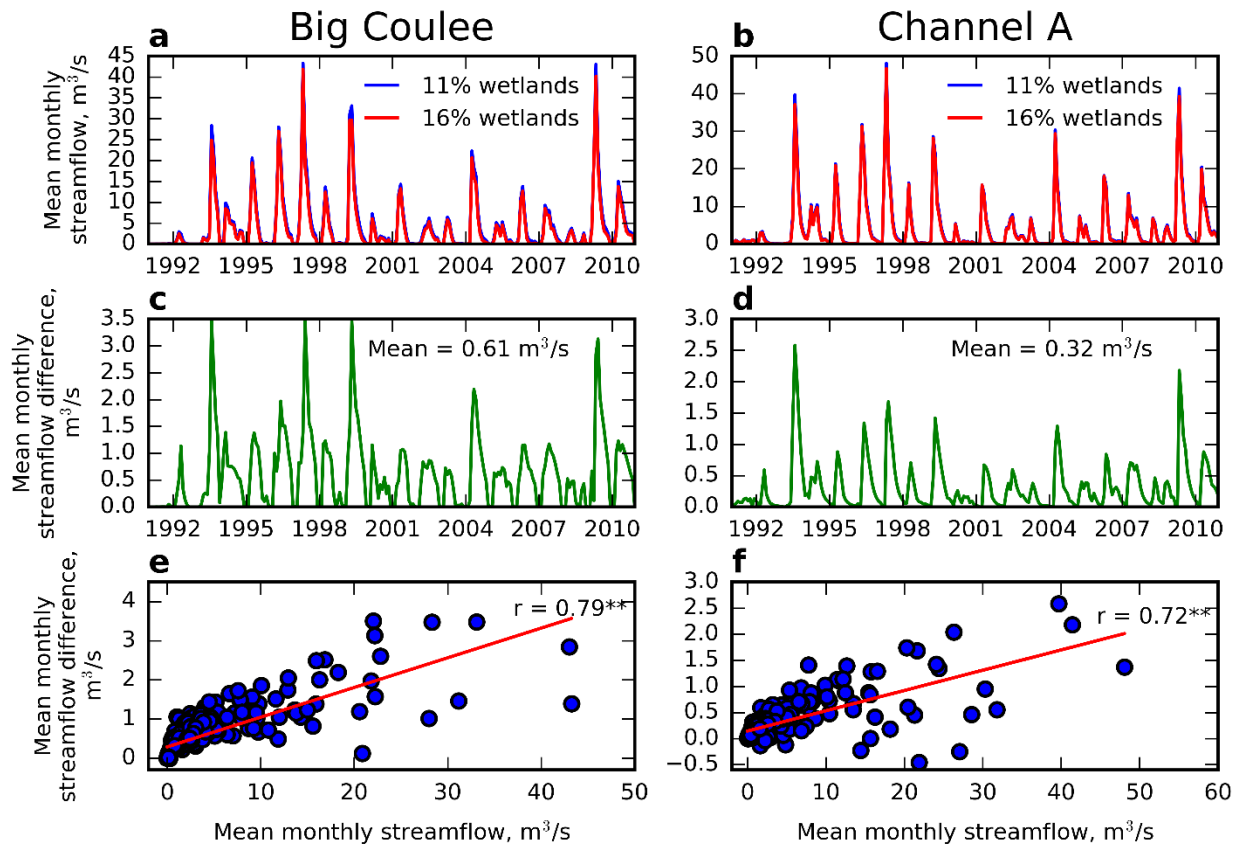 Big Coulee
Channel A
a
Mean monthly
streamflow, m³/s
45
40
35
30
25
20
15
10
5
0
11% wetlands
16% wetlands
1992 1995 1998 2001 2004 2007 2010
b
50
40
30
20
10
0
11% wetlands
16% wetlands
1992 1995 1998 2001 2004 2007 2010
c
Mean monthly
streamflow difference,
m³/s
3.5
3.0
2.5
2.0
1.5
1.0
0.5
0.0
Mean = 0.61 m³/s
1992 1995 1998 2001 2004 2007 2010
d
3.0
2.5
2.0
1.5
1.0
0.5
0.0
Mean = 0.32 m³/s
1992 1995 1998 2001 2004 2007 2010
e
Mean monthly
streamflow difference,
m³/s
4
3
2
1
0
r = 0.79**
0 10 20 30 40 50
Mean monthly streamflow, m³/s
f
3.0
2.5
2.0
1.5
1.0
0.5
0.0
−0.5
r = 0.72**
0 10 20 30 40 50 60
Mean monthly streamflow, m³/s